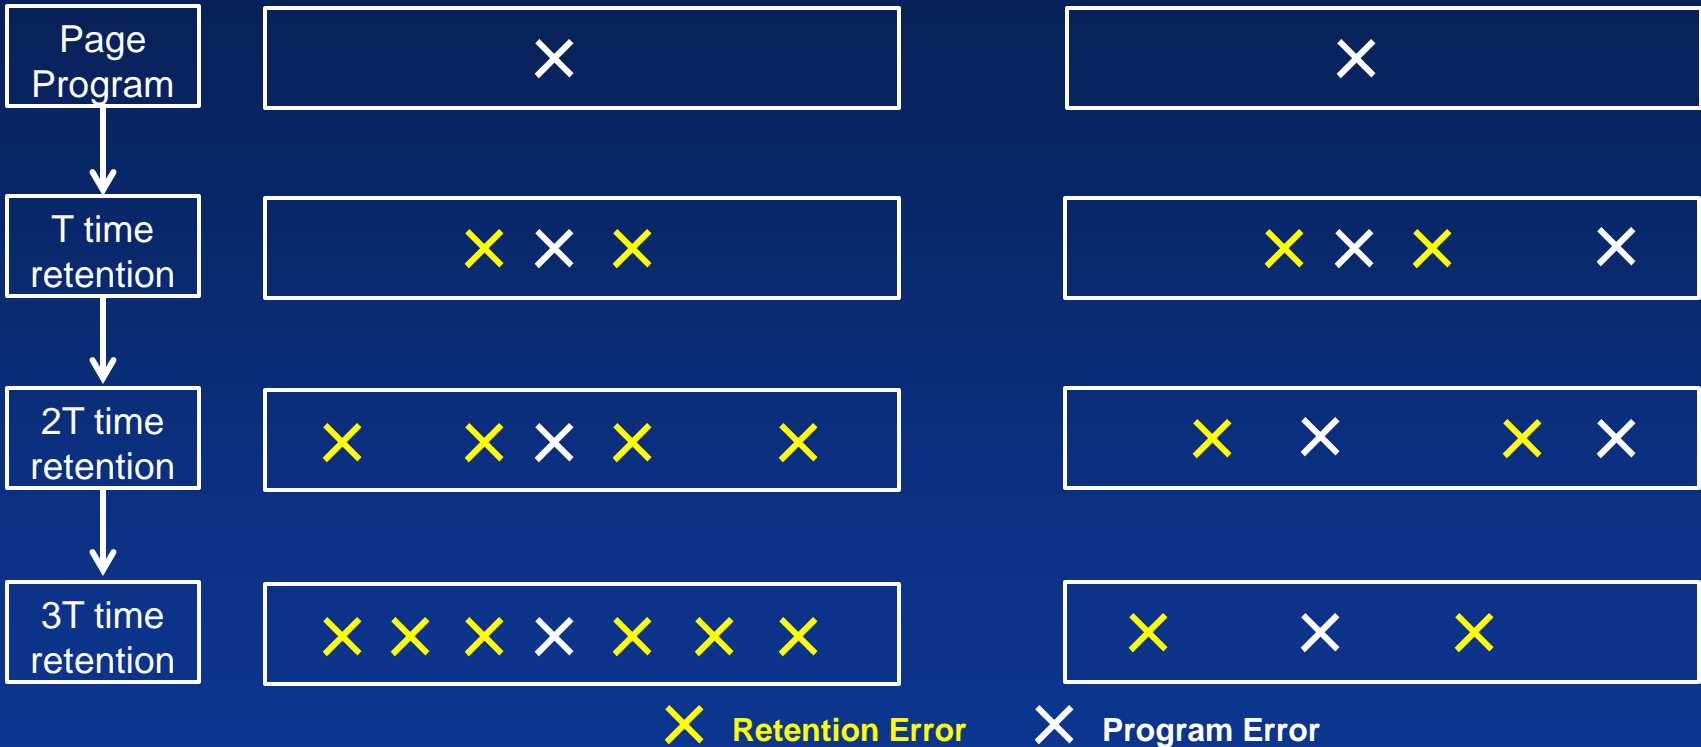 Page
Program
T time
retention
2T time
retention
3T time
retention
Retention Error
Program Error